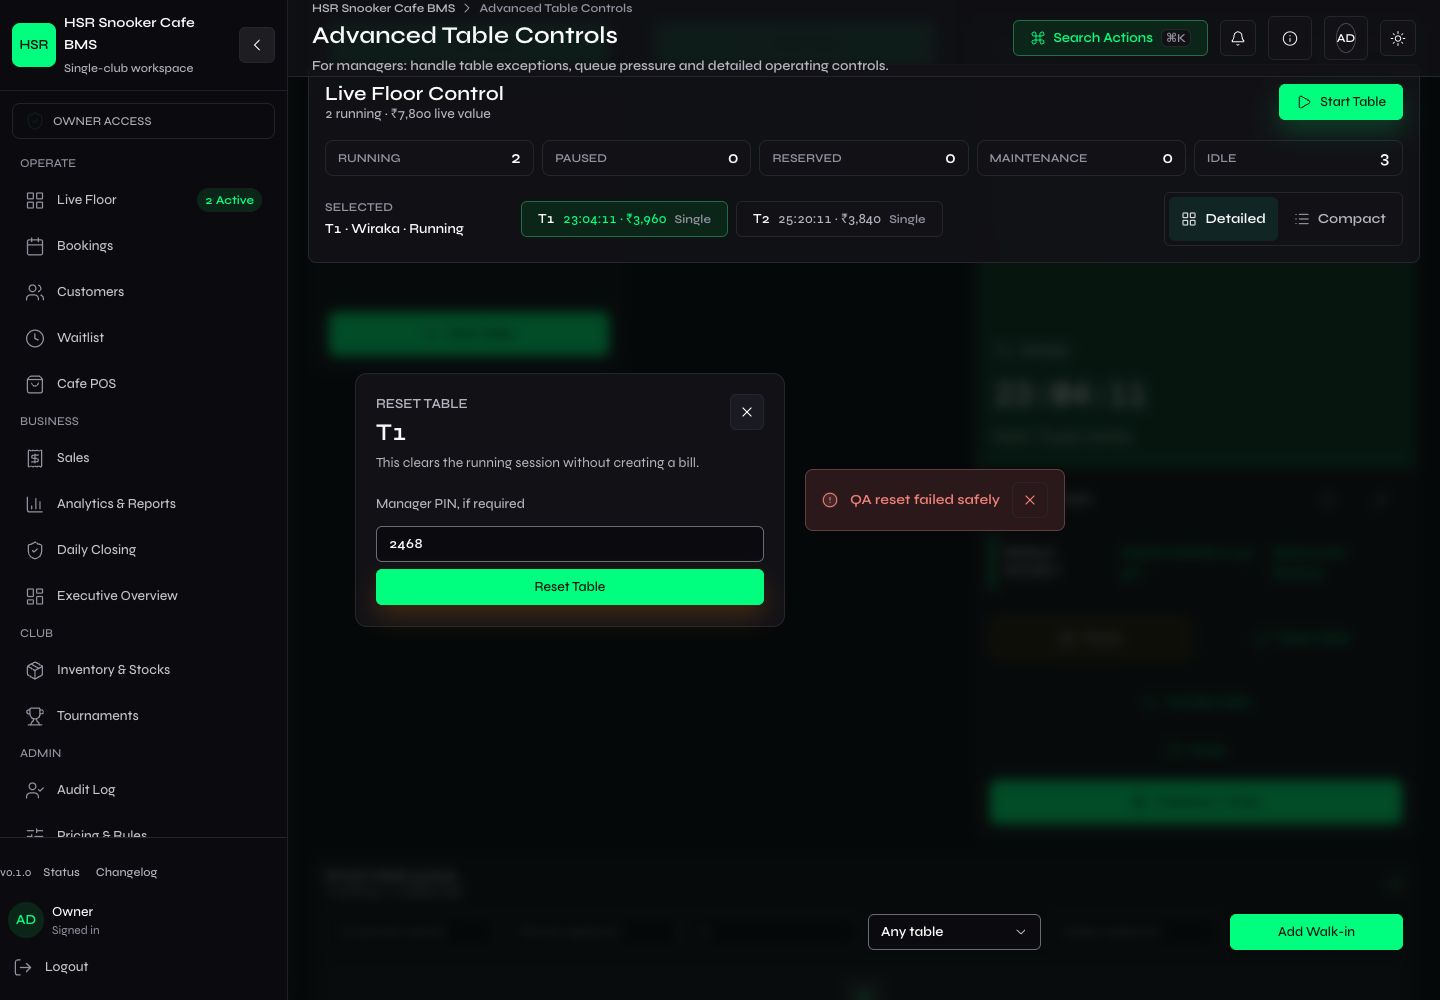 HSR
HSR Snooker Cafe
BMS
Single-club workspace
OWNER ACCESS
OPERATE
Live Floor
2 Active
Bookings
Customers
Waitlist
Cafe POS
BUSINESS
Sales
Analytics & Reports
Daily Closing
Executive Overview
CLUB
Inventory & Stocks
Tournaments
ADMIN
Audit Log
Pricing & Rules
v0.1.0 Status Changelog
AD
Owner
Signed in
Logout
HSR Snooker Cafe BMS > Advanced Table Controls
Advanced Table Controls
For managers: handle table exceptions, queue pressure and detailed operating controls.
Search Actions ⌘K
AD
Live Floor Control
2 running · ₹7,800 live value
Start Table
RUNNING 2
PAUSED 0
RESERVED 0
MAINTENANCE 0
IDLE 3
SELECTED
T1 · Wiraka · Running
T1 23:04:11 · ₹3,960 Single
T2 25:20:11 · ₹3,840 Single
Detailed
Compact
23:04:11
RESET TABLE
T1
This clears the running session without creating a bill.
Manager PIN, if required
2468
Reset Table
QA reset failed safely
Any table
Add Walk-in